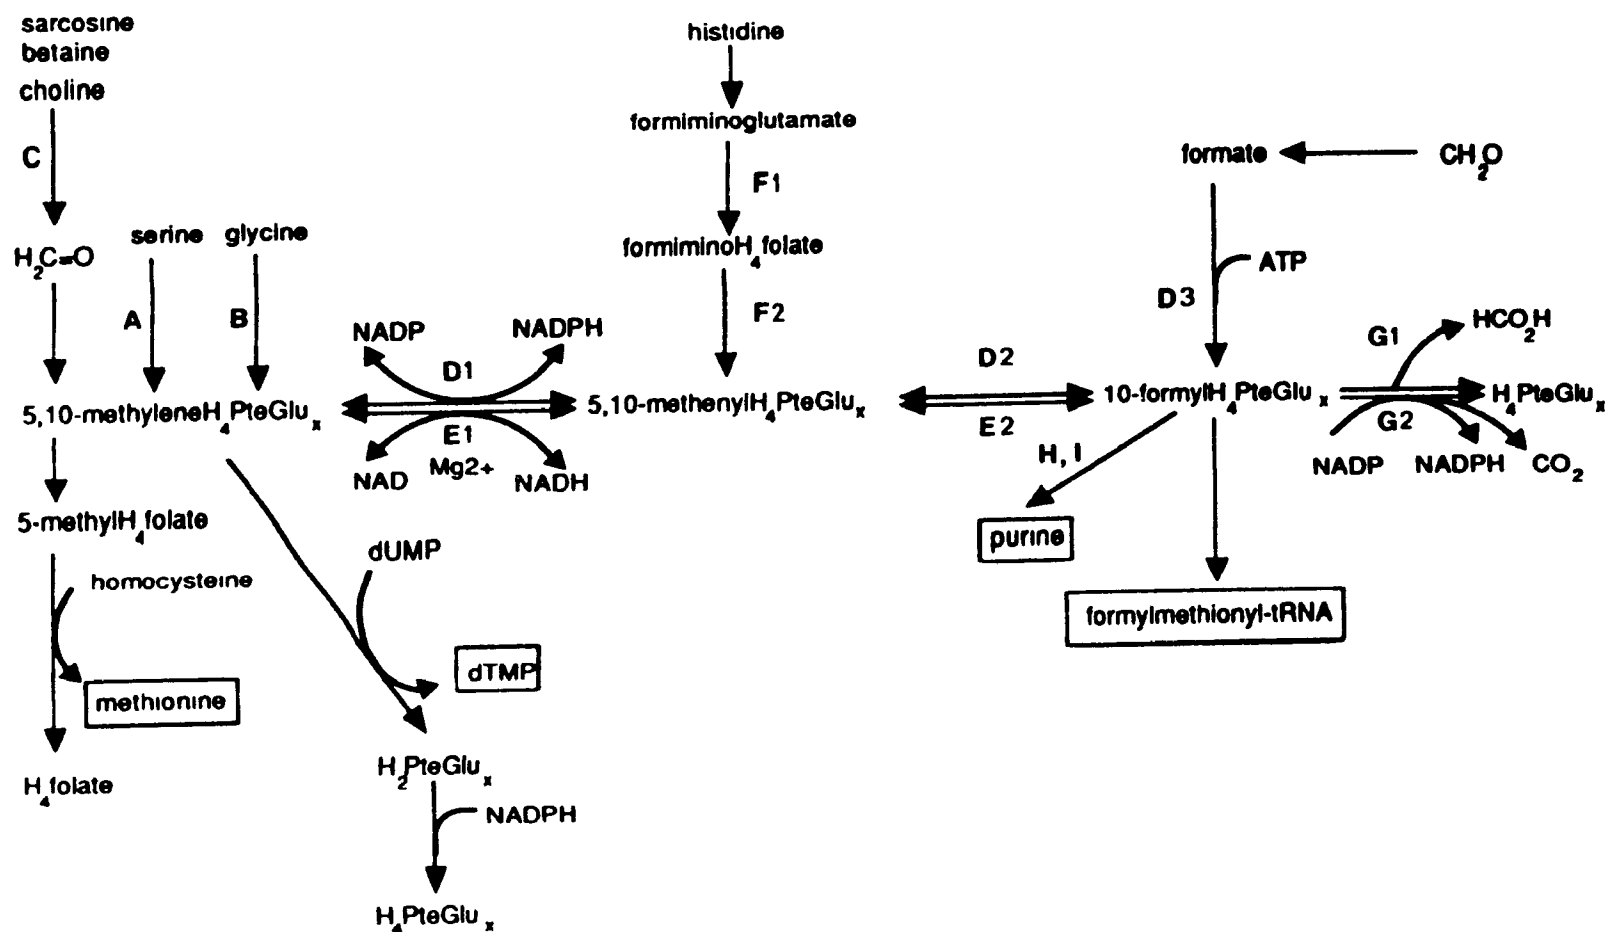 sarcosine
betaine
choline
C
H2C=O
serine
glycine
A
B
histidine
formiminoglutamate
F1
formiminoH4folate
F2
formate
CH2O
ATP
D3
NADP
NADPH
D1
E1
Mg2+
NAD
NADH
5,10-methyleneH4PteGlux
5,10-methenylH4PteGlux
D2
E2
10-formylH4PteGlux
G1
HCO2H
G2
H4PteGlux
NADP
NADPH
CO2
H, I
purine
formylmethionyl-tRNA
5-methylH4folate
homocysteine
methionine
H4folate
dUMP
dTMP
H2PteGlux
NADPH
H4PteGlux